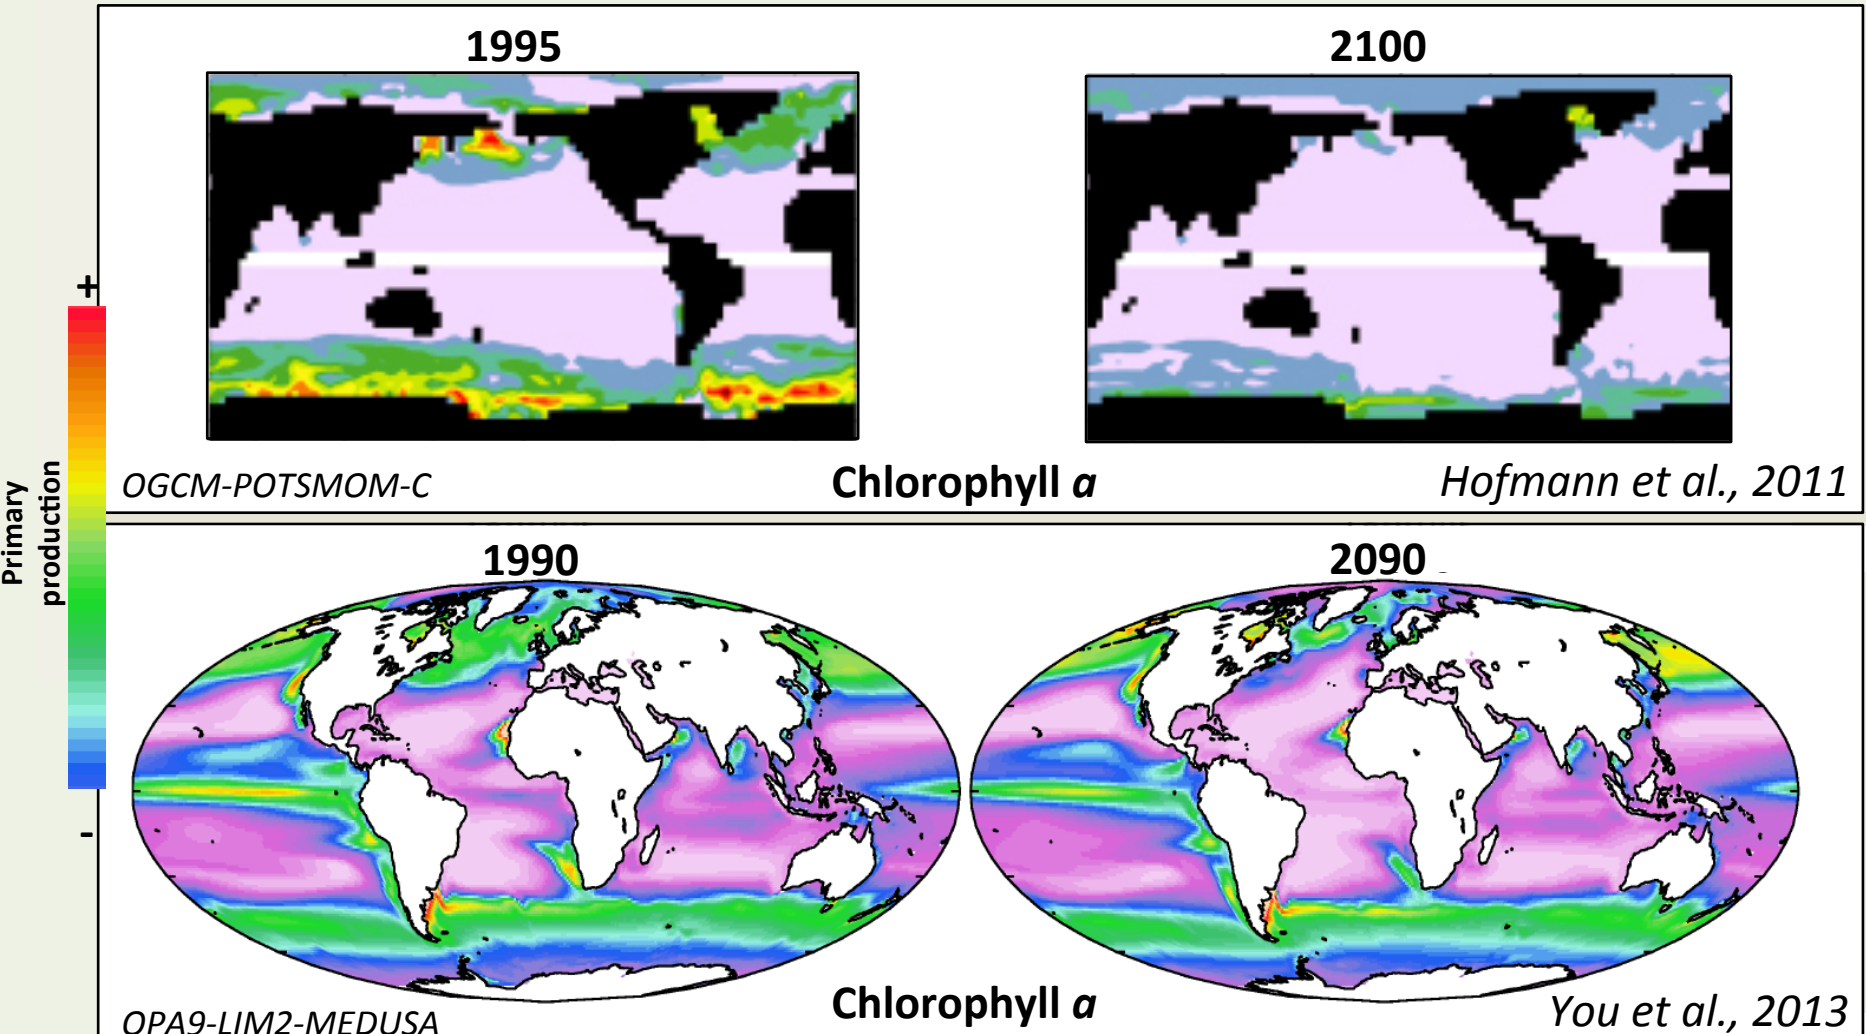 1995
2100
OGCM-POTSMOM-C
Chlorophyll a
Hofmann et al., 2011
+
Primary
production
-
1990
2090
OPA9-LIM2-MEDUSA
Chlorophyll a
You et al., 2013